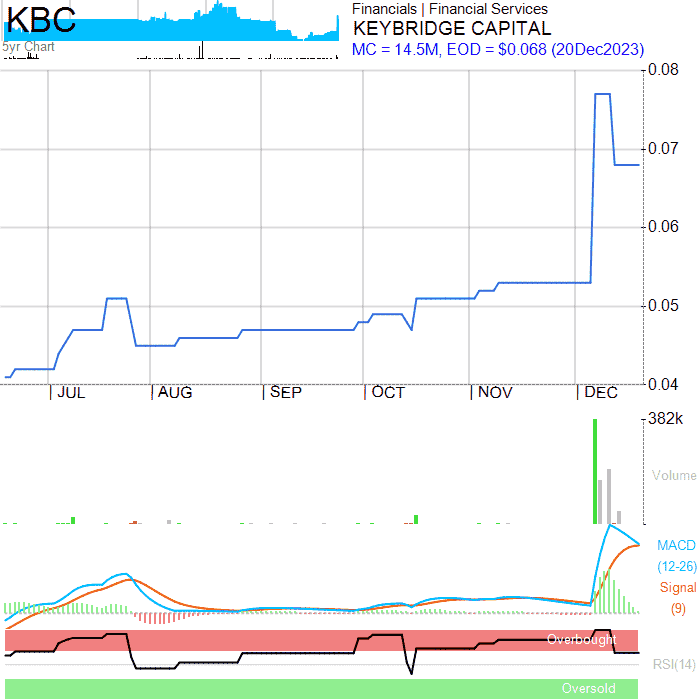 KBC
5yr Chart
Financials | Financial Services
KEYBRIDGE CAPITAL
MC = 14.5M, EOD = $0.068 (20Dec2023)
0.08
0.07
0.06
0.05
0.04
JUL AUG SEP OCT NOV DEC
382k
Volume
MACD
(12-26)
Signal
(9)
Overbought
RSI(14)
Oversold